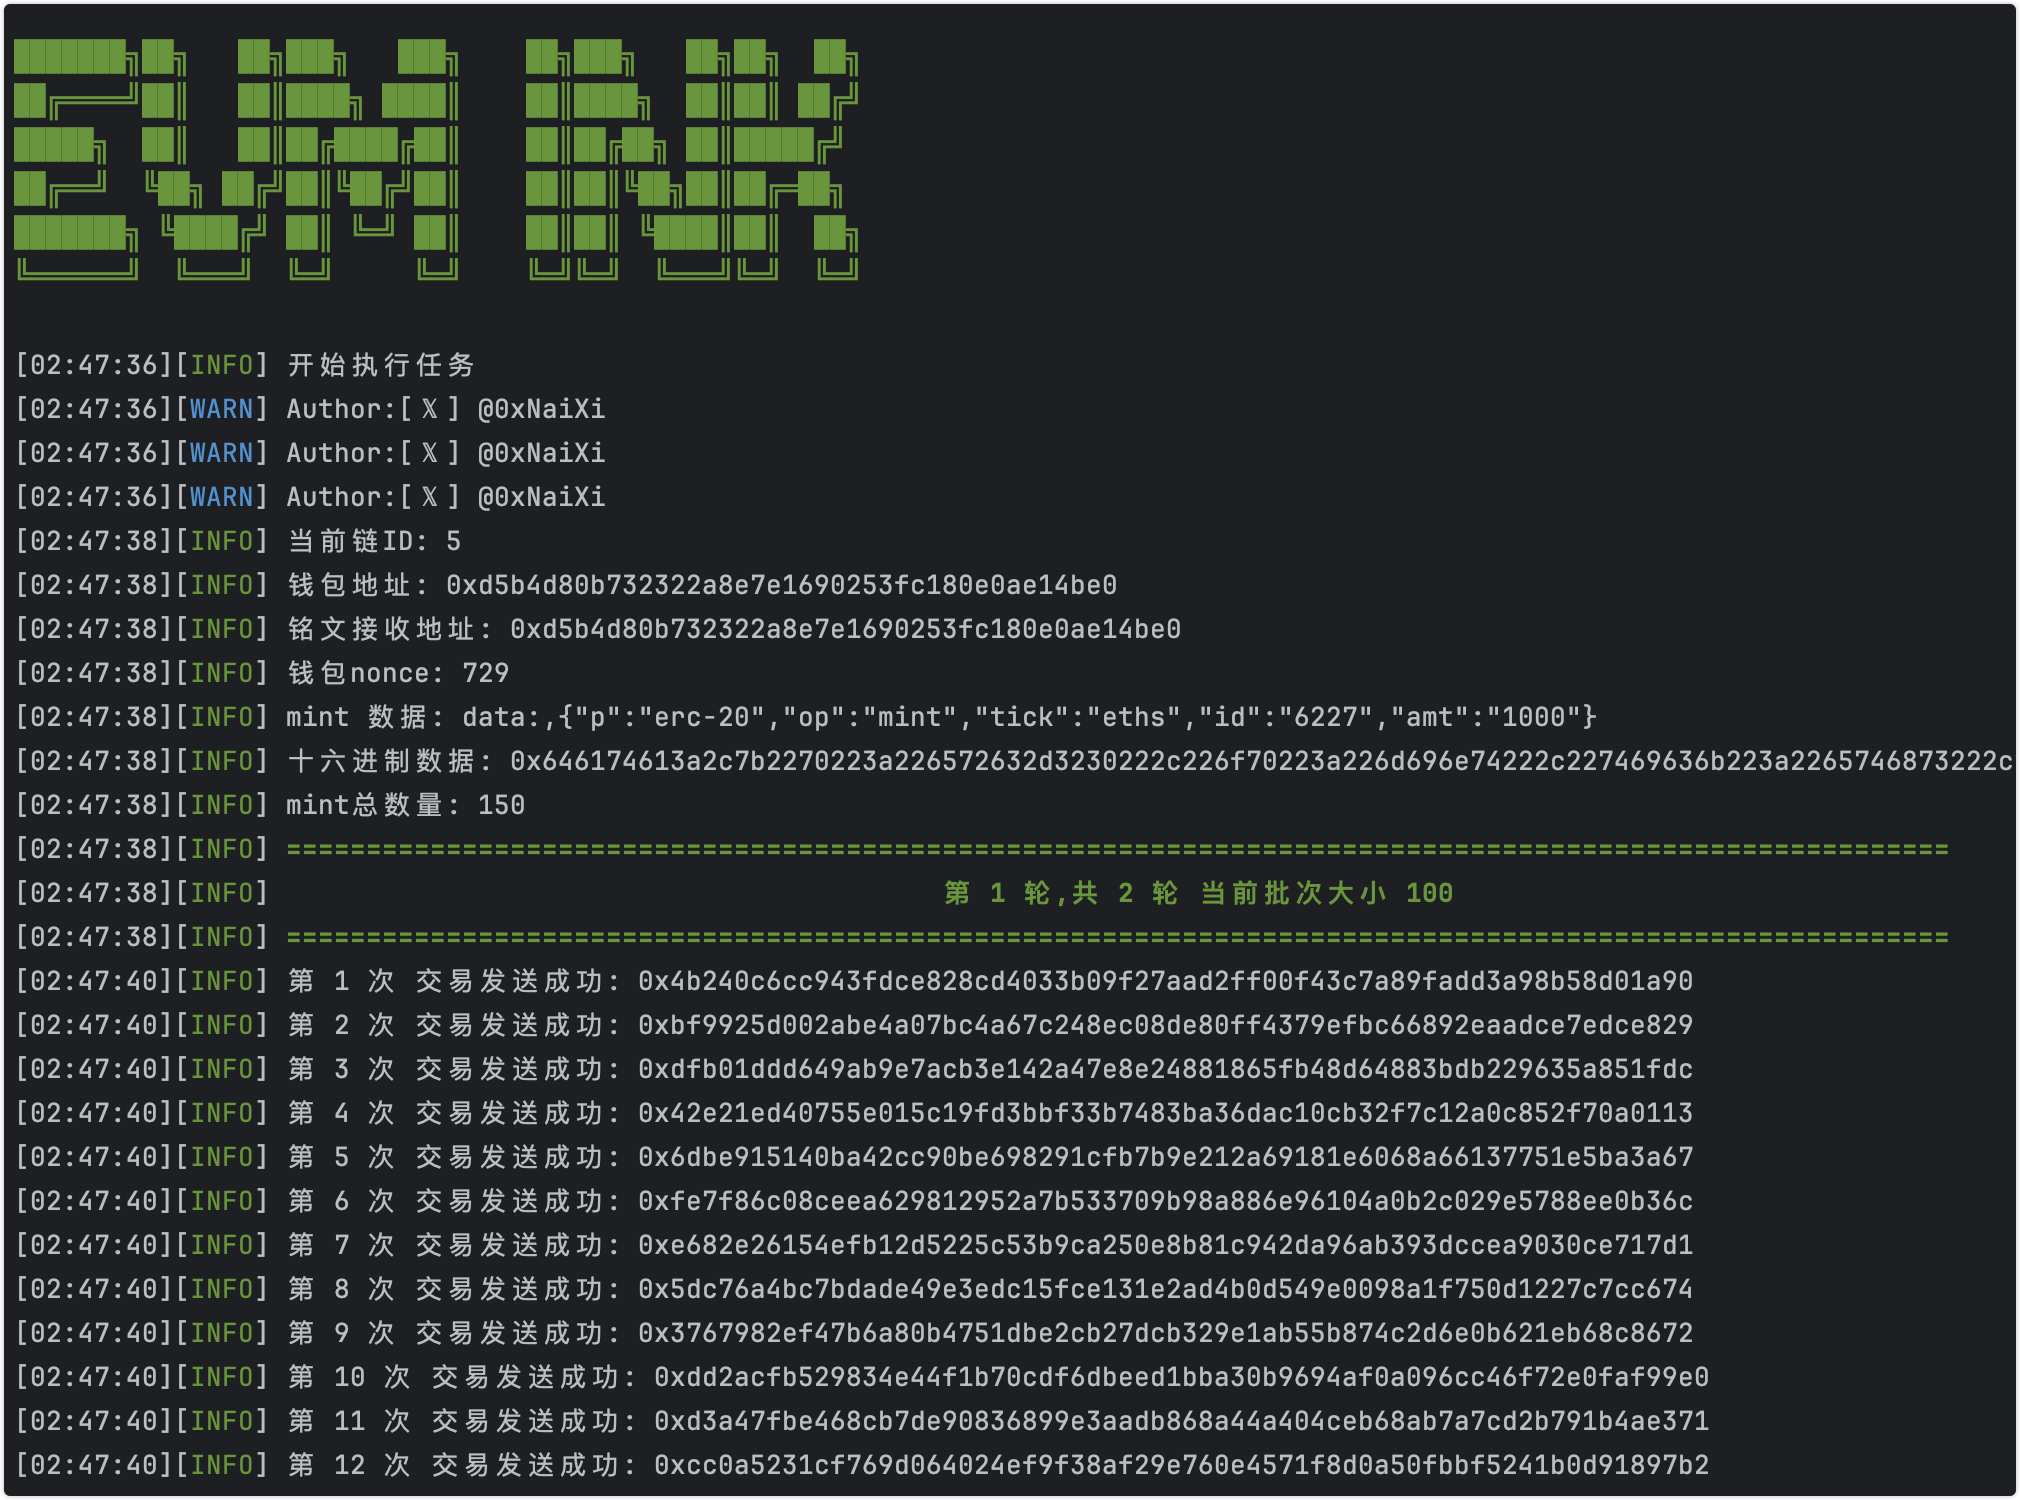 EVM INK
[02:47:36][INFO] 开始执行任务
[02:47:36][WARN] Author:[ 𝕏 ] @0xNaiXi
[02:47:36][WARN] Author:[ 𝕏 ] @0xNaiXi
[02:47:36][WARN] Author:[ 𝕏 ] @0xNaiXi
[02:47:38][INFO] 当前链ID: 5
[02:47:38][INFO] 钱包地址: 0xd5b4d80b732322a8e7e1690253fc180e0ae14be0
[02:47:38][INFO] 铭文接收地址: 0xd5b4d80b732322a8e7e1690253fc180e0ae14be0
[02:47:38][INFO] 钱包nonce: 729
[02:47:38][INFO] mint 数据: data:,{"p":"erc-20","op":"mint","tick":"eths","id":"6227","amt":"1000"}
[02:47:38][INFO] 十六进制数据: 0x646174613a2c7b2270223a226572632d3230222c226f70223a226d696e74222c227469636b223a2265746873222c
[02:47:38][INFO] mint总数量: 150
[02:47:38][INFO] ========================================================================================================
[02:47:38][INFO] 第 1 轮,共 2 轮 当前批次大小 100
[02:47:38][INFO] ========================================================================================================
[02:47:40][INFO] 第 1 次 交易发送成功: 0x4b240c6cc943fdce828cd4033b09f27aad2ff00f43c7a89fadd3a98b58d01a90
[02:47:40][INFO] 第 2 次 交易发送成功: 0xbf9925d002abe4a07bc4a67c248ec08de80ff4379efbc66892eaadce7edce829
[02:47:40][INFO] 第 3 次 交易发送成功: 0xdfb01ddd649ab9e7acb3e142a47e8e24881865fb48d64883bdb229635a851fdc
[02:47:40][INFO] 第 4 次 交易发送成功: 0x42e21ed40755e015c19fd3bbf33b7483ba36dac10cb32f7c12a0c852f70a0113
[02:47:40][INFO] 第 5 次 交易发送成功: 0x6dbe915140ba42cc90be698291cfb7b9e212a69181e6068a66137751e5ba3a67
[02:47:40][INFO] 第 6 次 交易发送成功: 0xfe7f86c08ceea629812952a7b533709b98a886e96104a0b2c029e5788ee0b36c
[02:47:40][INFO] 第 7 次 交易发送成功: 0xe682e26154efb12d5225c53b9ca250e8b81c942da96ab393dccea9030ce717d1
[02:47:40][INFO] 第 8 次 交易发送成功: 0x5dc76a4bc7bdade49e3edc15fce131e2ad4b0d549e0098a1f750d1227c7cc674
[02:47:40][INFO] 第 9 次 交易发送成功: 0x3767982ef47b6a80b4751dbe2cb27dcb329e1ab55b874c2d6e0b621eb68c8672
[02:47:40][INFO] 第 10 次 交易发送成功: 0xdd2acfb529834e44f1b70cdf6dbeed1bba30b9694af0a096cc46f72e0faf99e0
[02:47:40][INFO] 第 11 次 交易发送成功: 0xd3a47fbe468cb7de90836899e3aadb868a44a404ceb68ab7a7cd2b791b4ae371
[02:47:40][INFO] 第 12 次 交易发送成功: 0xcc0a5231cf769d064024ef9f38af29e760e4571f8d0a50fbbf5241b0d91897b2